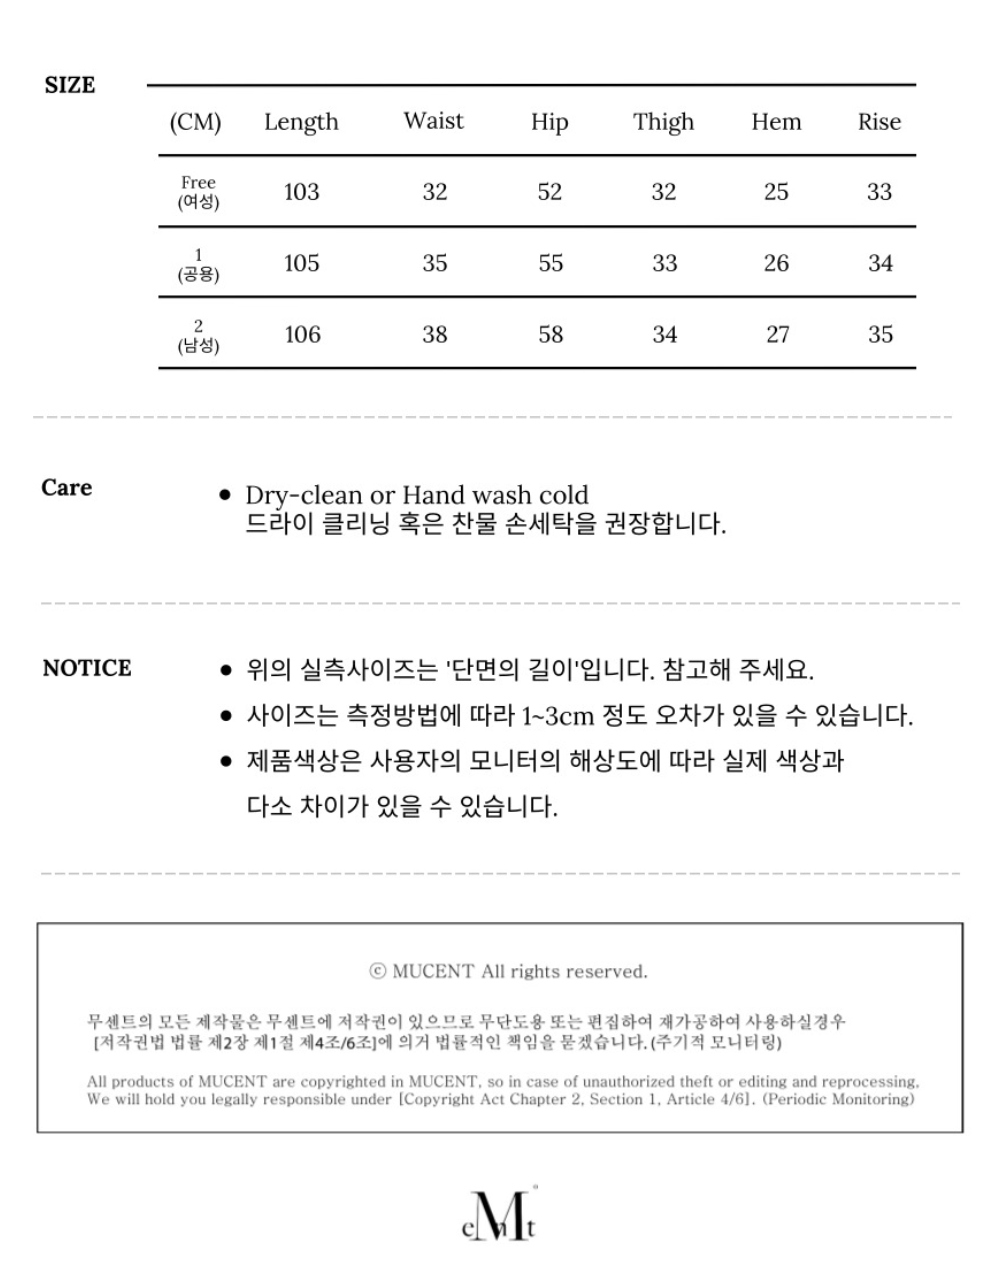 SIZE
(CM) Length Waist Hip Thigh Hem Rise
Free
(여성) 103 32 52 32 25 33
1
(공용) 105 35 55 33 26 34
2
(남성) 106 38 58 34 27 35
Care
● Dry-clean or Hand wash cold
드라이 클리닝 혹은 찬물 손세탁을 권장합니다.
NOTICE
● 위의 실측사이즈는 '단면의 길이'입니다. 참고해 주세요.
● 사이즈는 측정방법에 따라 1~3cm 정도 오차가 있을 수 있습니다.
● 제품색상은 사용자의 모니터의 해상도에 따라 실제 색상과
다소 차이가 있을 수 있습니다.
ⓒ MUCENT All rights reserved.
무센트의 모든 제작물은 무센트에 저작권이 있으므로 무단도용 또는 편집하여 재가공하여 사용하실경우
[저작권법 법률 제2장 제1절 제4조/6조]에 의거 법률적인 책임을 묻겠습니다. (주기적 모니터링)
All products of MUCENT are copyrighted in MUCENT, so in case of unauthorized theft or editing and reprocessing,
We will hold you legally responsible under [Copyright Act Chapter 2, Section 1, Article 4/6]. (Periodic Monitoring)